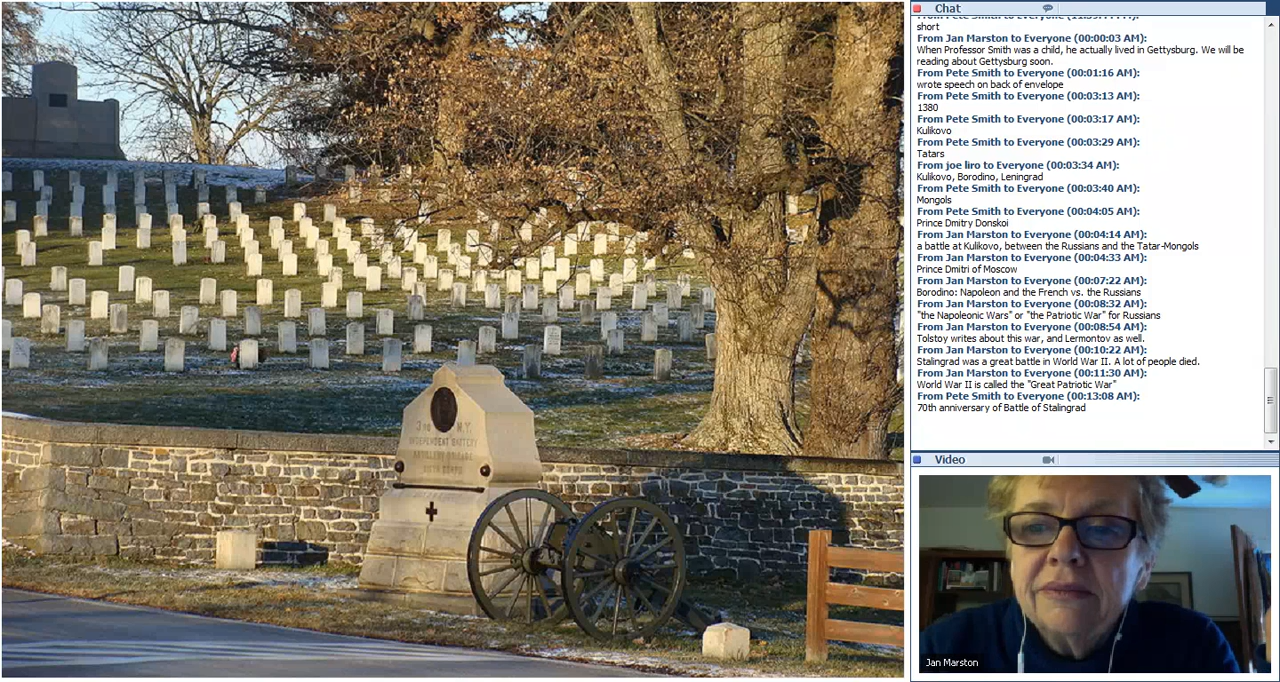 3rd N.Y.
INDEPENDENT BATTERY
ARTILLERY BRIGADE
SIXTH CORPS
Chat
short
From Jan Marston to Everyone (00:00:03 AM):
When Professor Smith was a child, he actually lived in Gettysburg. We will be
reading about Gettysburg soon.
From Pete Smith to Everyone (00:01:16 AM):
wrote speech on back of envelope
From Pete Smith to Everyone (00:03:13 AM):
1380
From Pete Smith to Everyone (00:03:17 AM):
Kulikovo
From Pete Smith to Everyone (00:03:29 AM):
Tatars
From joe liro to Everyone (00:03:34 AM):
Kulikovo, Borodino, Leningrad
From Pete Smith to Everyone (00:03:40 AM):
Mongols
From Pete Smith to Everyone (00:04:05 AM):
Prince Dmitry Donskoi
From Jan Marston to Everyone (00:04:14 AM):
a battle at Kulikovo, between the Russians and the Tatar-Mongols
From Jan Marston to Everyone (00:04:33 AM):
Prince Dmitri of Moscow
From Jan Marston to Everyone (00:07:22 AM):
Borodino: Napoleon and the French vs. the Russians
From Jan Marston to Everyone (00:08:32 AM):
"the Napoleonic Wars" or "the Patriotic War" for Russians
From Jan Marston to Everyone (00:08:54 AM):
Tolstoy writes about this war, and Lermontov as well.
From Jan Marston to Everyone (00:10:22 AM):
Stalingrad was a great battle in World War II. A lot of people died.
From Jan Marston to Everyone (00:11:30 AM):
World War II is called the "Great Patriotic War"
From Pete Smith to Everyone (00:13:08 AM):
70th anniversary of Battle of Stalingrad
Video
Jan Marston